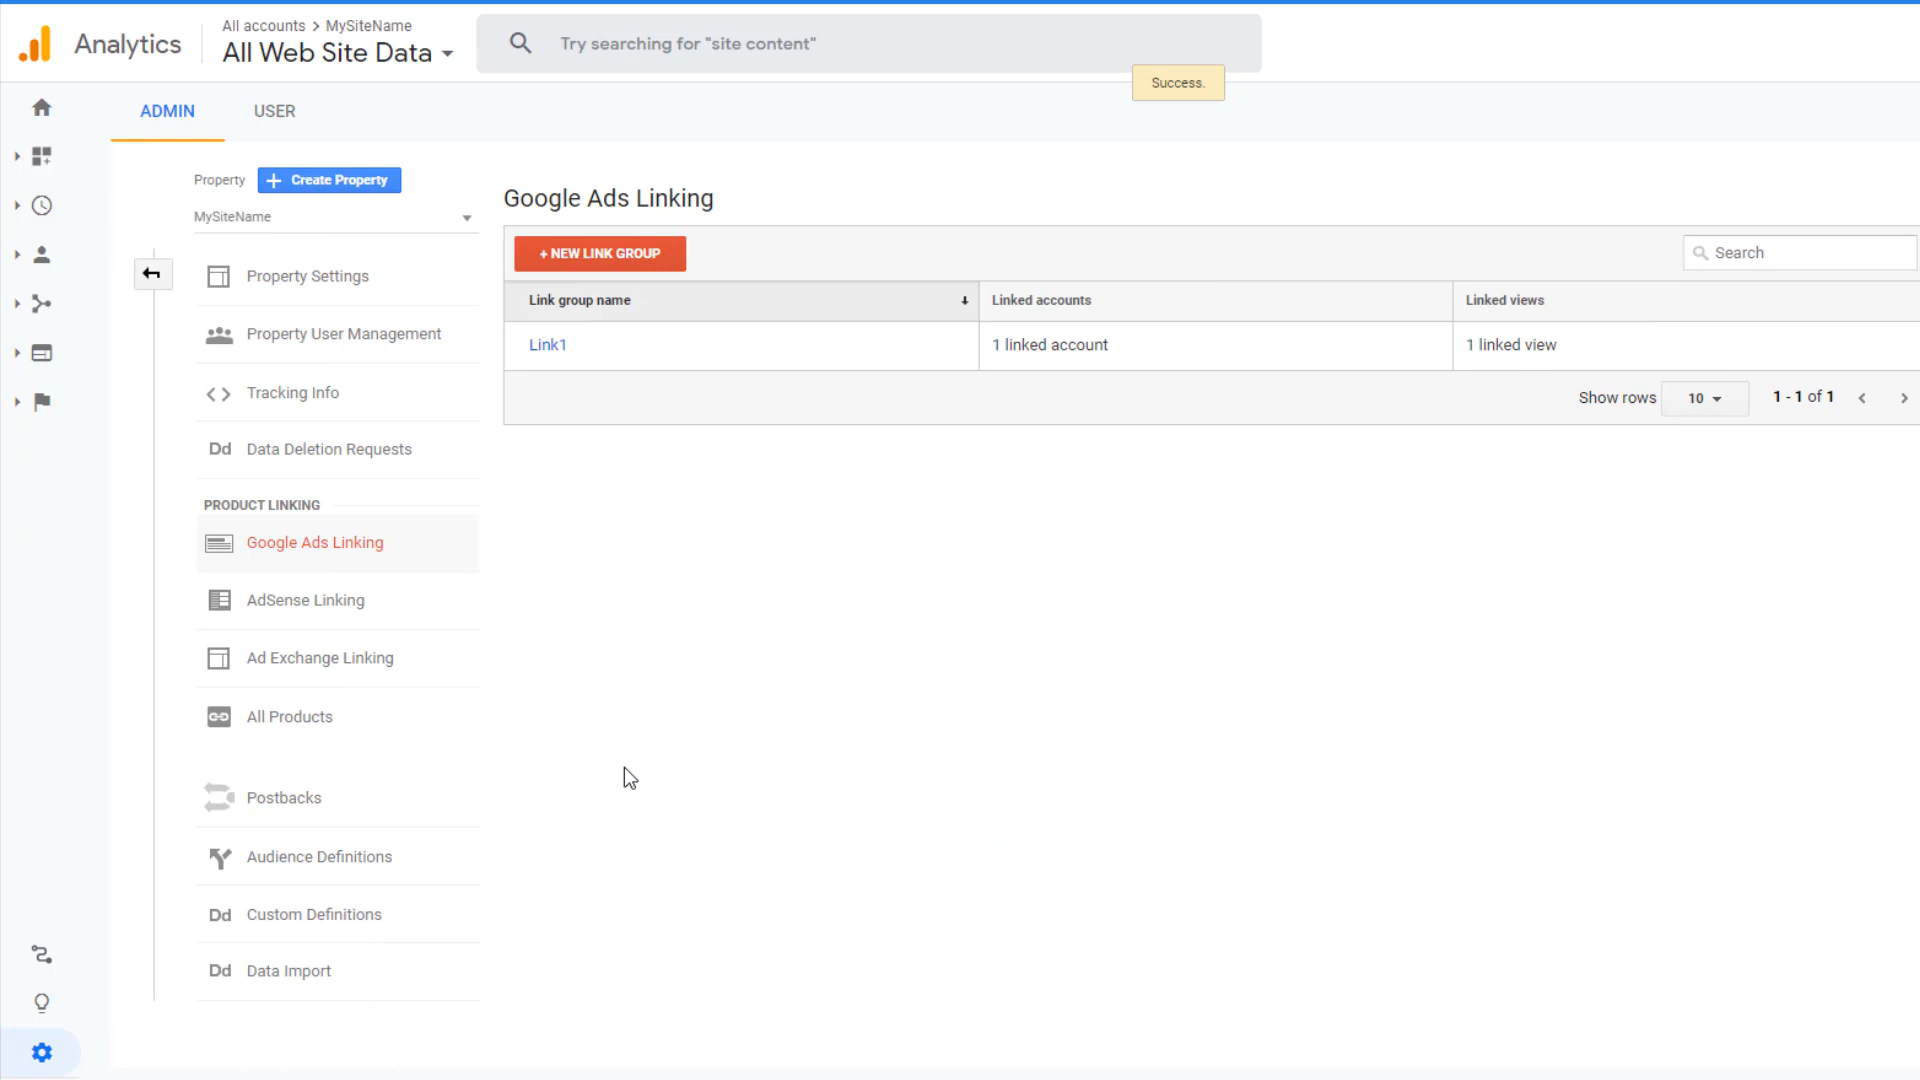 Analytics
All accounts > MySiteName
All Web Site Data
Try searching for "site content"
Success.
ADMIN
USER
Property
Create Property
MySiteName
Property Settings
Property User Management
Tracking Info
Dd Data Deletion Requests
PRODUCT LINKING
Google Ads Linking
AdSense Linking
Ad Exchange Linking
All Products
Postbacks
Audience Definitions
Dd Custom Definitions
Dd Data Import
Google Ads Linking
+ NEW LINK GROUP
Search
Link group name
Linked accounts
Linked views
Link1
1 linked account
1 linked view
Show rows 10 1 - 1 of 1